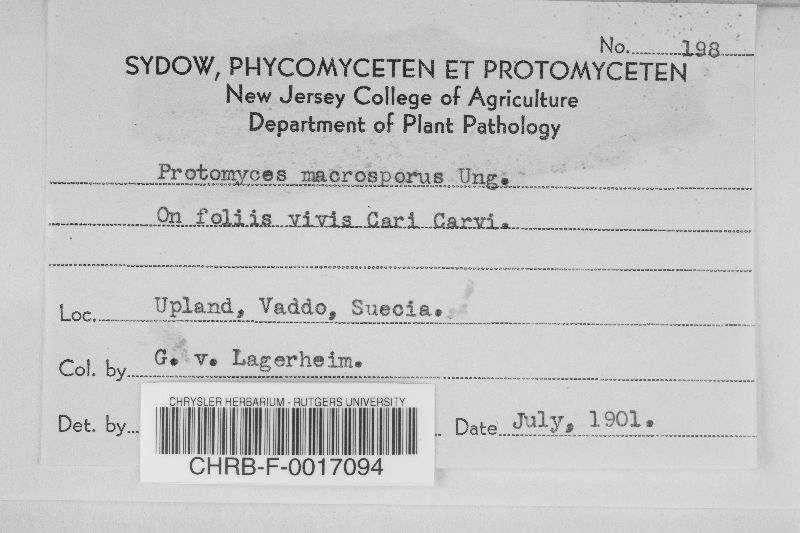 No. 198
SYDOW, PHYCOMYCETEN ET PROTOMYCETEN
New Jersey College of Agriculture
Department of Plant Pathology
Protomyces macrosporus Ung.
On foliis vivis Cari Carvi.
Loc. Upland, Vaddo, Suecia.
Col. by G. v. Lagerheim.
Det. by Date July, 1901.
CHRYSLER HERBARIUM - RUTGERS UNIVERSITY
CHRB-F-0017094